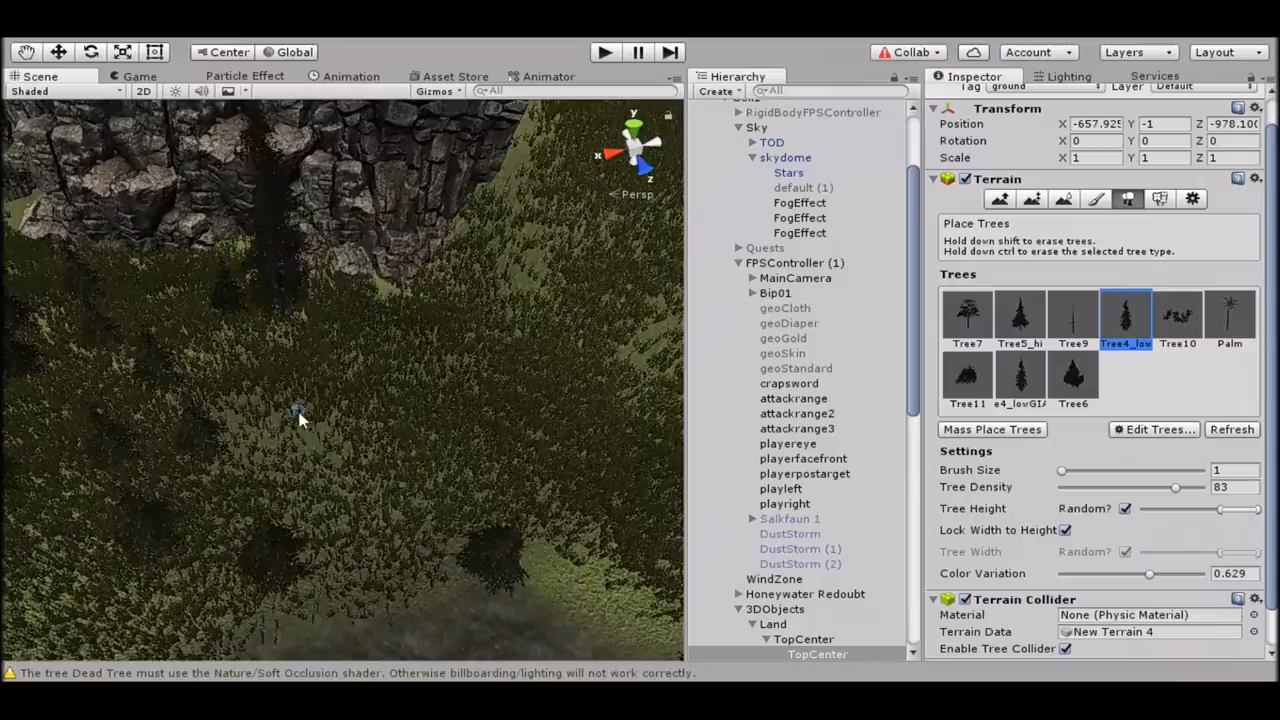 Center Global Collab Account Layers Layout
Scene Game Particle Effect Animation Asset Store Animator Hierarchy Inspector Lighting Services
Shaded 2D Gizmos All Create All
Tag ground Layer Default
y
x
z
Persp
RigidBodyFPSController
Sky
TOD
skydome
Stars
default (1)
FogEffect
FogEffect
FogEffect
Quests
FPSController (1)
MainCamera
Bip01
geoCloth
geoDiaper
geoGold
geoSkin
geoStandard
crapsword
attackrange
attackrange2
attackrange3
playereye
playerfacefront
playerpostarget
playleft
playright
Salkfaun 1
DustStorm
DustStorm (1)
DustStorm (2)
WindZone
Honeywater Redoubt
3DObjects
Land
TopCenter
TopCenter
Transform
Position X -657.925 Y -1 Z -978.100
Rotation X 0 Y 0 Z 0
Scale X 1 Y 1 Z 1
Terrain
Place Trees
Hold down shift to erase trees.
Hold down ctrl to erase the selected tree type.
Trees
Tree7 Tree5_hi Tree9 Tree4_low Tree10 Palm
Tree11 e4_lowGIA Tree6
Mass Place Trees Edit Trees... Refresh
Settings
Brush Size 1
Tree Density 83
Tree Height Random?
Lock Width to Height
Tree Width Random?
Color Variation 0.629
Terrain Collider
Material None (Physic Material)
Terrain Data New Terrain 4
Enable Tree Collider
The tree Dead Tree must use the Nature/Soft Occlusion shader. Otherwise billboarding/lighting will not work correctly.